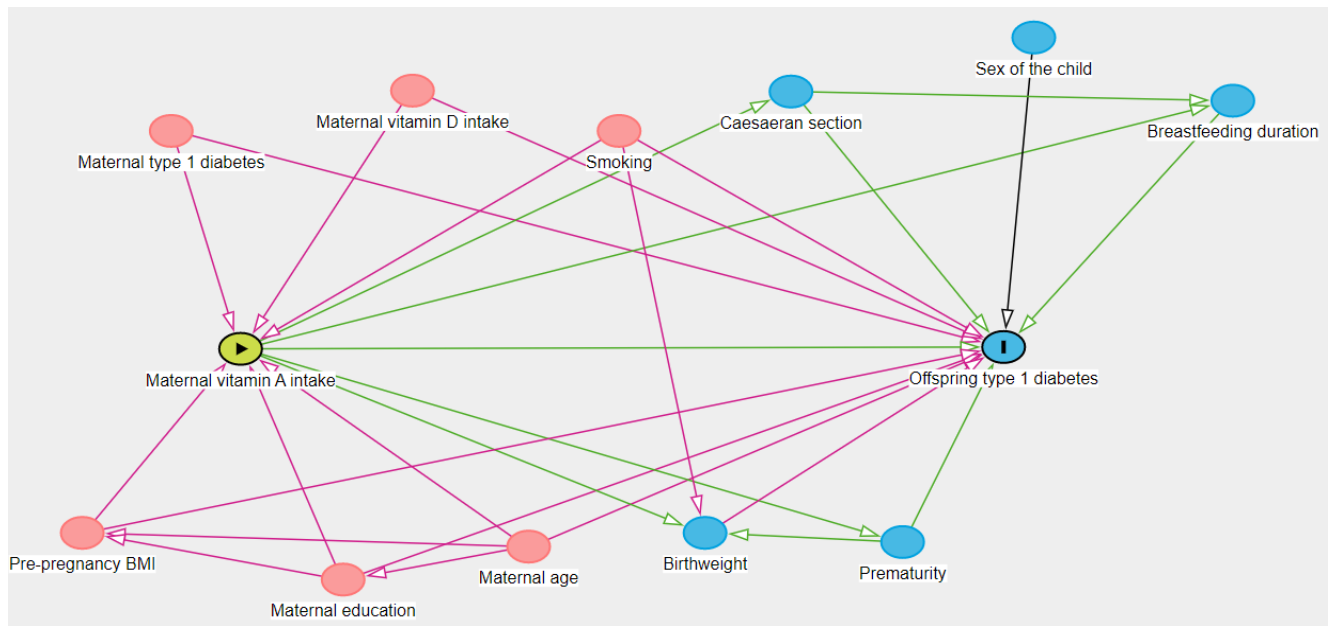 Sex of the child
Maternal vitamin D intake
Caesaeran section
Breastfeeding duration
Maternal type 1 diabetes
Smoking
Maternal vitamin A intake
Offspring type 1 diabetes
Pre-pregnancy BMI
Maternal age
Birthweight
Prematurity
Maternal education